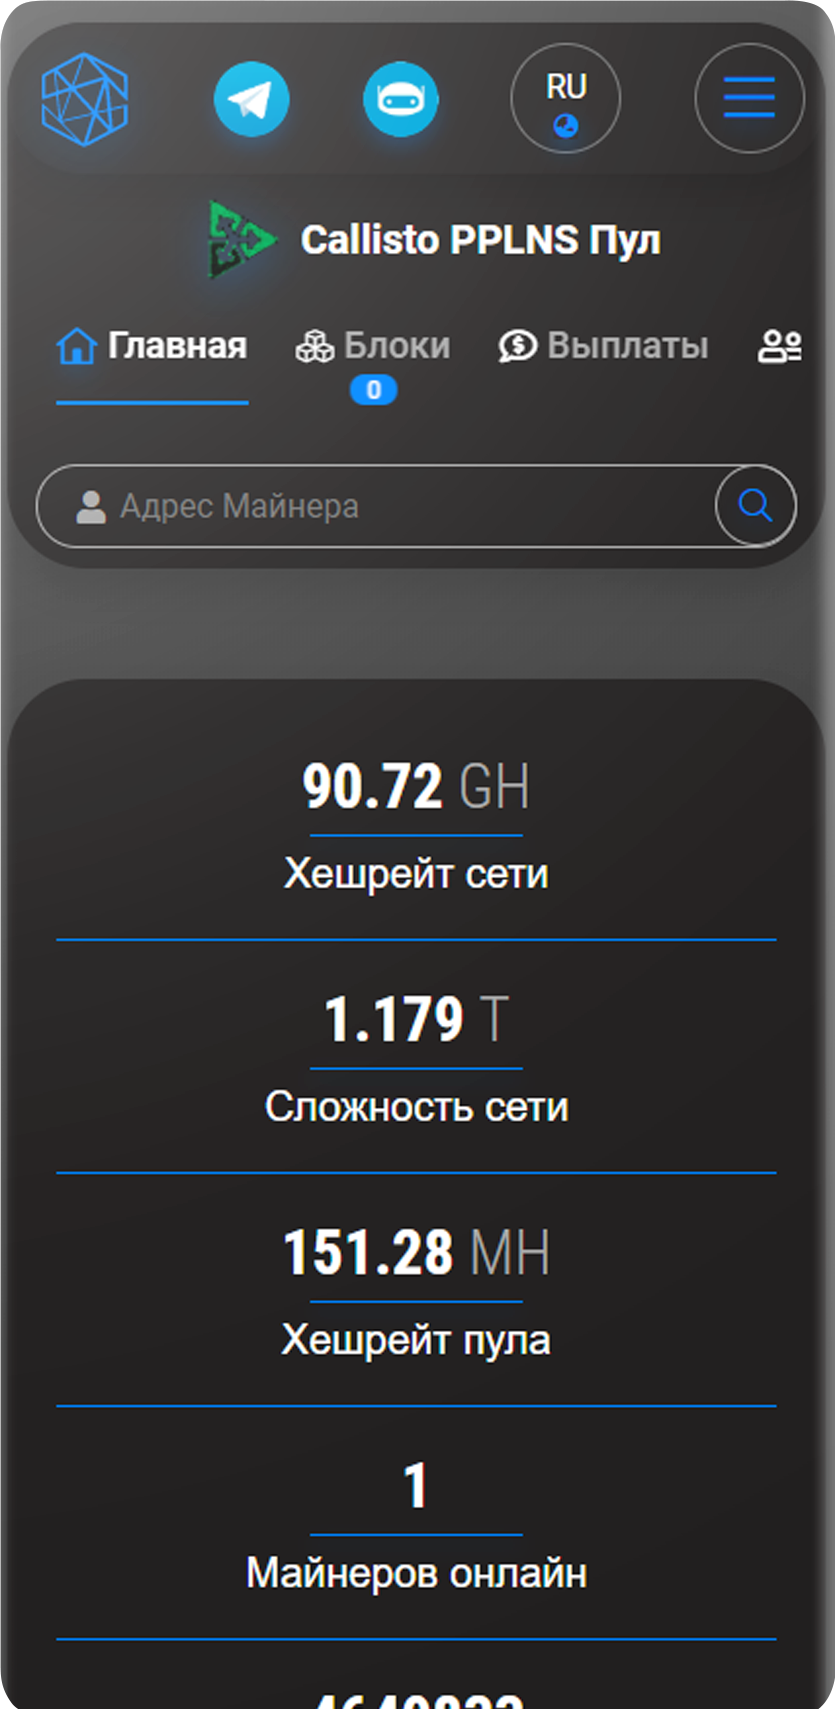 RU
Callisto PPLNS Пул
Главная
Блоки
Выплаты
0
Адрес Майнера
90.72 GH
Хешрейт сети
1.179 T
Сложность сети
151.28 MH
Хешрейт пула
1
Майнеров онлайн